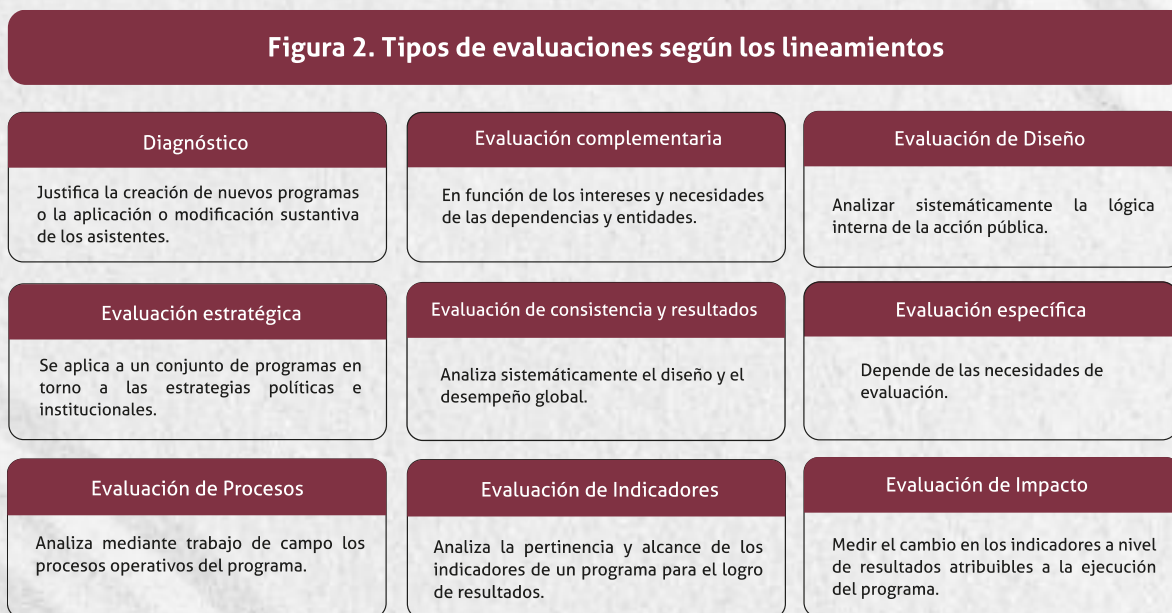 Figura 2. Tipos de evaluaciones según los lineamientos
Diagnóstico
Justifica la creación de nuevos programas
o la aplicación o modificación sustantiva
de los asistentes.
Evaluación complementaria
En función de los intereses y necesidades
de las dependencias y entidades.
Evaluación de Diseño
Analizar sistemáticamente la lógica
interna de la acción pública.
Evaluación estratégica
Se aplica a un conjunto de programas en
torno a las estrategias políticas e
institucionales.
Evaluación de consistencia y resultados
Analiza sistemáticamente el diseño y el
desempeño global.
Evaluación específica
Depende de las necesidades de
evaluación.
Evaluación de Procesos
Analiza mediante trabajo de campo los
procesos operativos del programa.
Evaluación de Indicadores
Analiza la pertinencia y alcance de los
indicadores de un programa para el logro
de resultados.
Evaluación de Impacto
Medir el cambio en los indicadores a nivel
de resultados atribuibles a la ejecución
del programa.